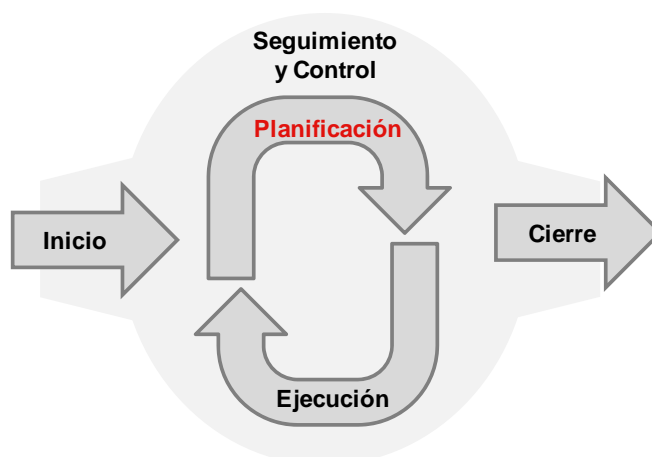 Seguimiento
y Control
Planificación
Inicio
Cierre
Ejecución